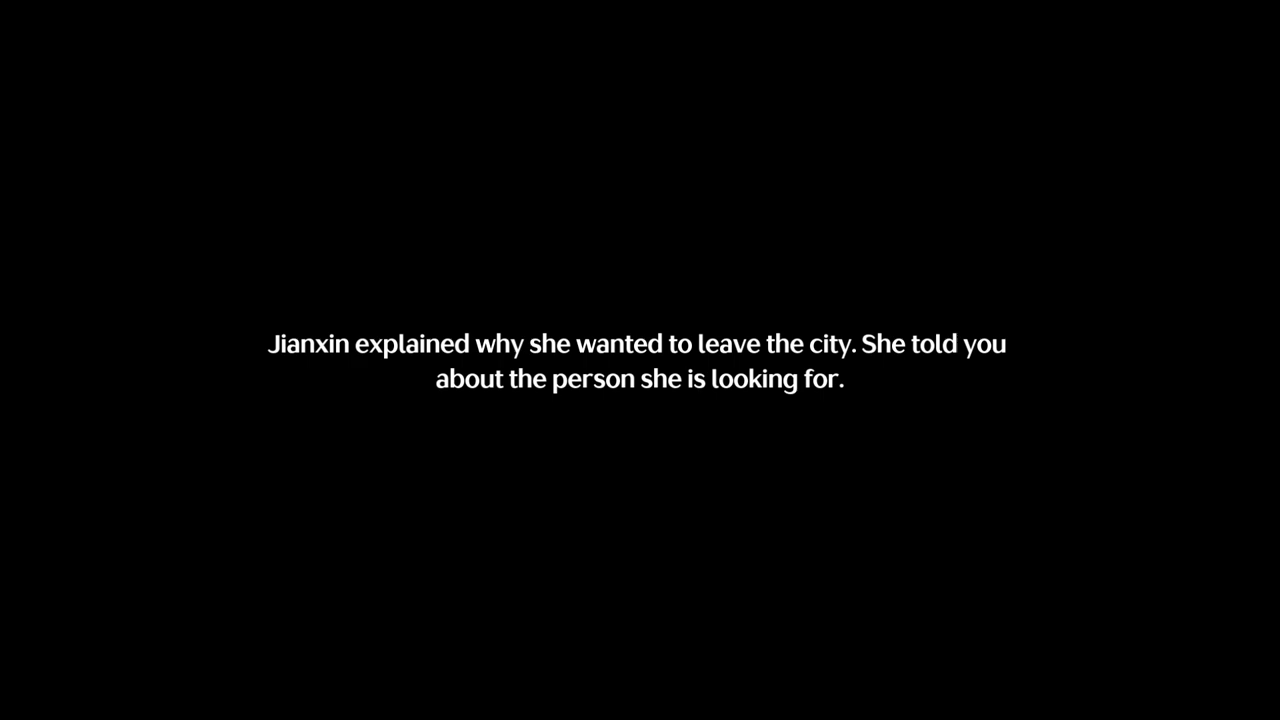 Jianxin explained why she wanted to leave the city. She told you
about the person she is looking for.